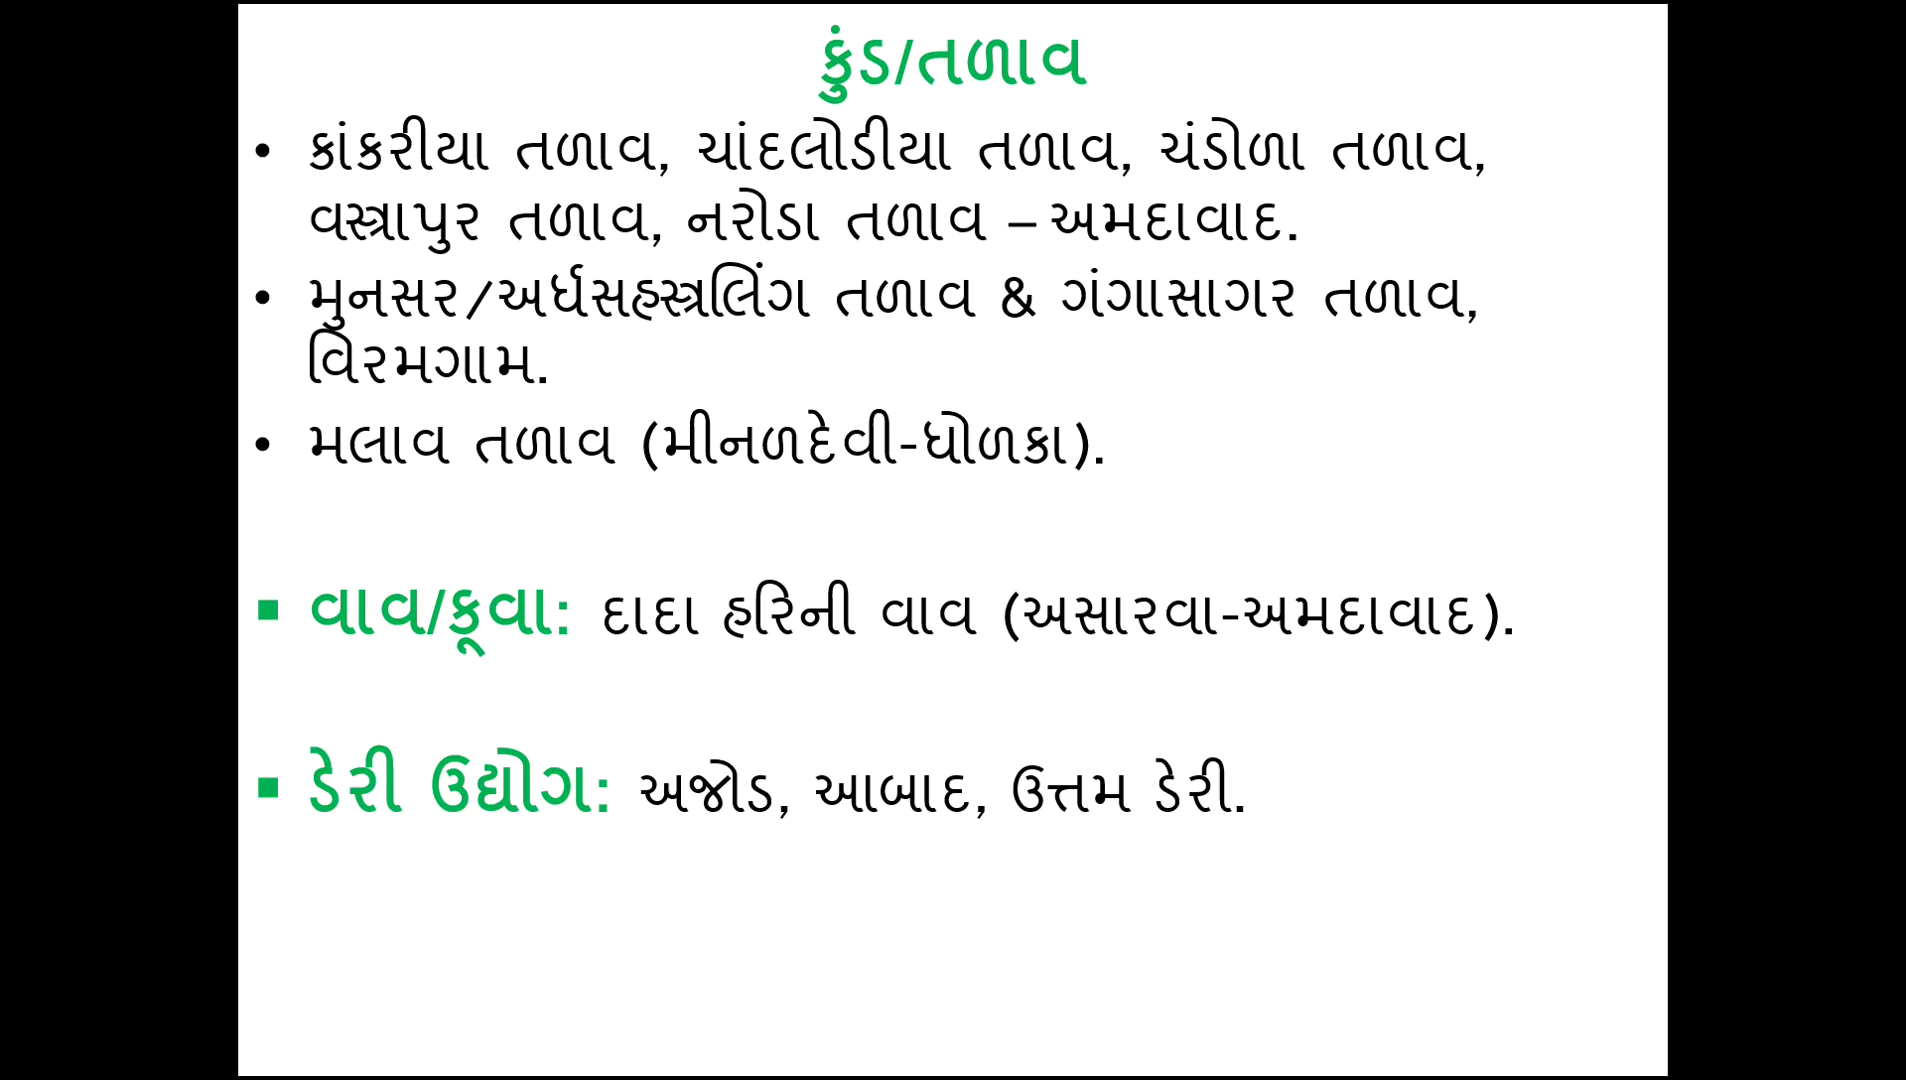 કુંડ/તળાવ
• કાંકરીયા તળાવ, ચાંદલોડીયા તળાવ, ચંડોળા તળાવ,
વસ્ત્રાપુર તળાવ, નરોડા તળાવ – અમદાવાદ.
• મુનસર/અર્ધસહસ્ત્રલિંગ તળાવ & ગંગાસાગર તળાવ,
વિરમગામ.
• મલાવ તળાવ (મીનળદેવી-ધોળકા).
▪ વાવ/કૂવા: દાદા હરિની વાવ (અસારવા-અમદાવાદ).
▪ ડેરી ઉદ્યોગ: અજોડ, આબાદ, ઉત્તમ ડેરી.